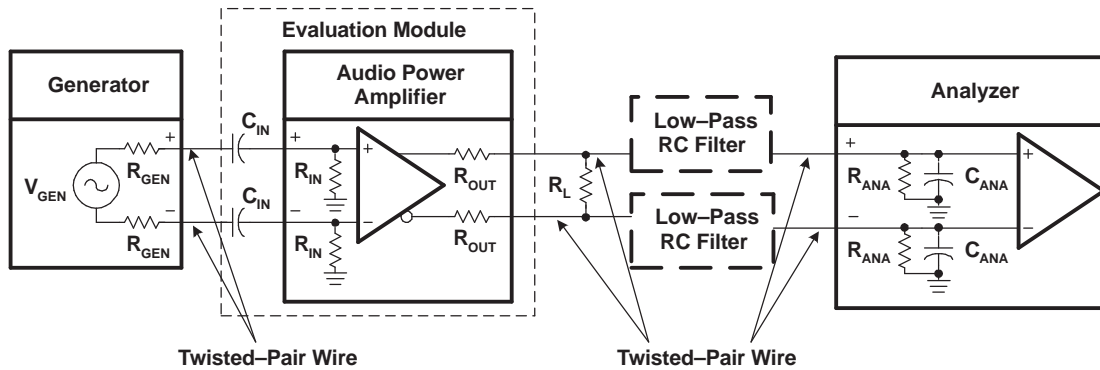 Evaluation Module
Generator
Audio Power
Amplifier
Analyzer
Low–Pass
RC Filter
Low–Pass
RC Filter
V_GEN
R_GEN
R_GEN
+
−
C_IN
C_IN
+
−
R_IN
R_IN
+
−
R_OUT
R_OUT
R_L
+
−
R_ANA
C_ANA
R_ANA
C_ANA
+
−
Twisted–Pair Wire
Twisted–Pair Wire